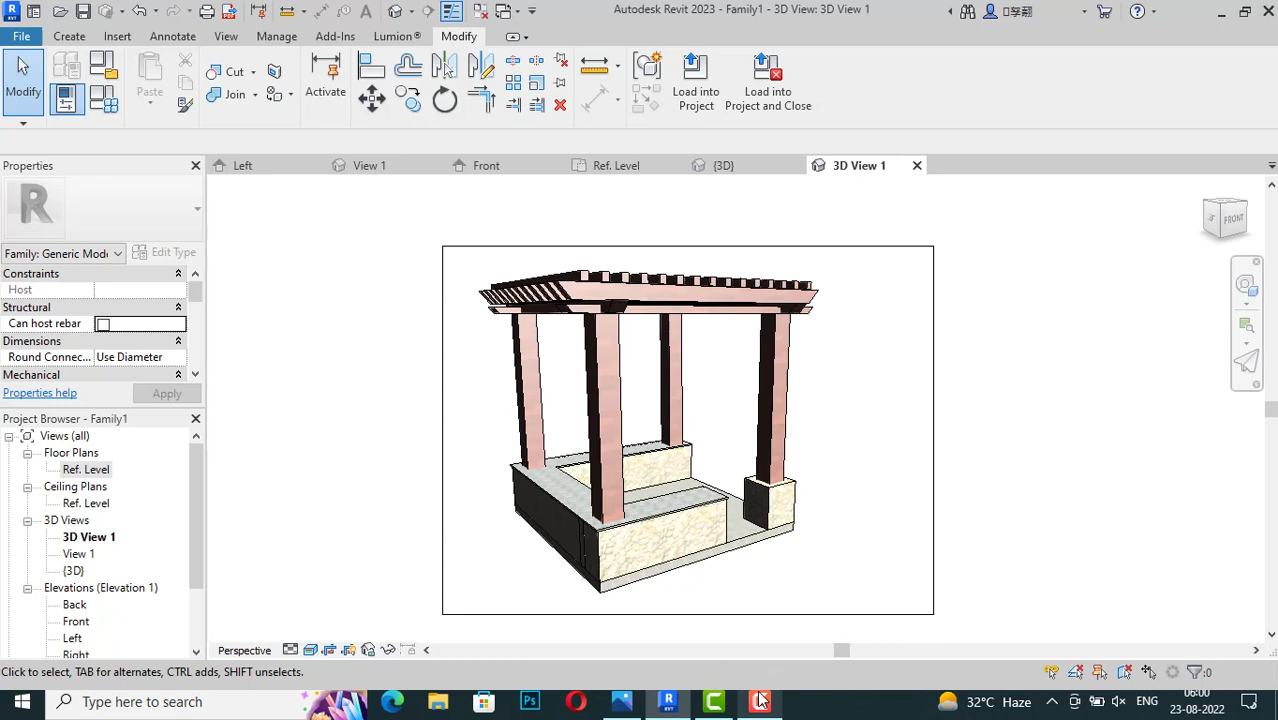 Autodesk Revit 2023 - Family1 - 3D View: 3D View 1
File Create Insert Annotate View Manage Add-Ins Lumion® Modify
Modify
Paste
Cut
Join
Activate
Load into
Project
Load into
Project and Close
Properties
Left
View 1
Front
Ref. Level
{3D}
3D View 1
R
Family: Generic Mode
Edit Type
Constraints
Host
Structural
Can host rebar
Dimensions
Round Connec... Use Diameter
Mechanical
Properties help
Apply
Project Browser - Family1
Views (all)
Floor Plans
Ref. Level
Ceiling Plans
Ref. Level
3D Views
3D View 1
View 1
{3D}
Elevations (Elevation 1)
Back
Front
Left
Right
FRONT
Perspective
Click to select, TAB for alternates, CTRL adds, SHIFT unselects.
:0
Type here to search
Ps
R
RVT
C
32°C Haze
ENG
06:00
23-08-2022